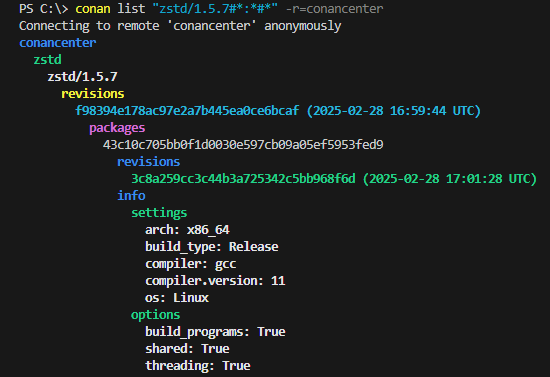 PS C:\> conan list "zstd/1.5.7#*:*#*" -r=conancenter
Connecting to remote 'conancenter' anonymously
conancenter
zstd
zstd/1.5.7
revisions
f98394e178ac97e2a7b445ea0ce6bcaf (2025-02-28 16:59:44 UTC)
packages
43c10c705bb0f1d0030e597cb09a05ef5953fed9
revisions
3c8a259cc3c44b3a725342c5bb968f6d (2025-02-28 17:01:28 UTC)
info
settings
arch: x86_64
build_type: Release
compiler: gcc
compiler.version: 11
os: Linux
options
build_programs: True
shared: True
threading: True